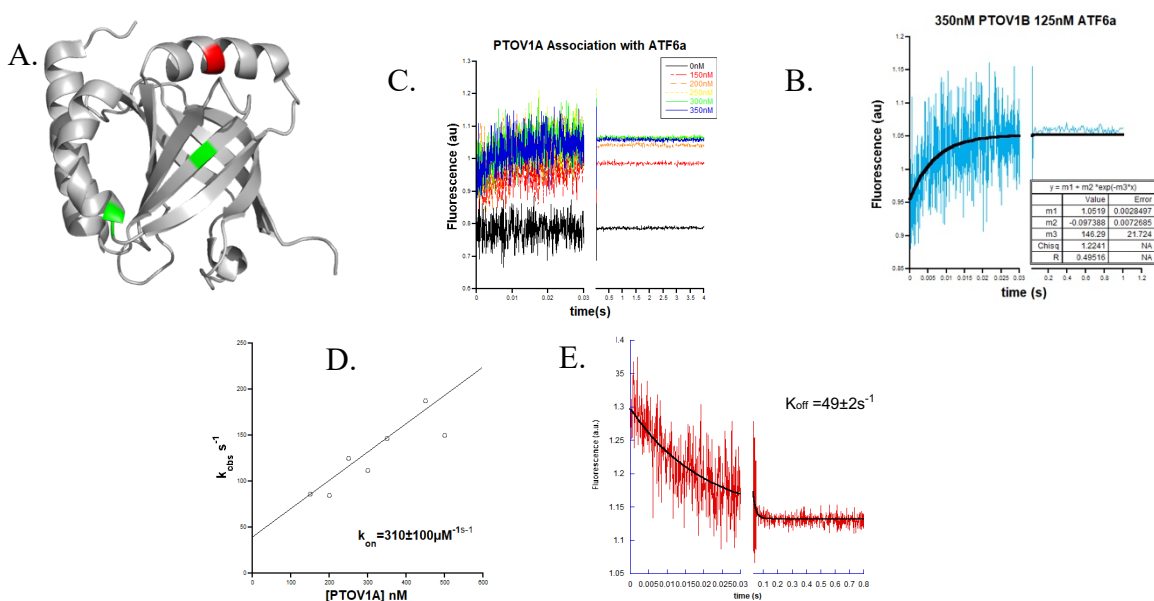 A.
C.
PTOV1A Association with ATF6a
1.3
1.2
1.1
1
0.9
0.8
0.7
0.6
Fluorescence (au)
0nM
150nM
200nM
250nM
300nM
350nM
0 0.01 0.02 0.03 0.5 1 1.5 2 2.5 3 3.5 4
time(s)
350nM PTOV1B 125nM ATF6a
B.
1.2
1.15
1.1
1.05
1
0.95
0.9
0.85
Fluorescence (au)
y = m1 + m2 *exp(-m3*x)
Value Error
m1 1.0519 0.0028497
m2 -0.097388 0.0072685
m3 146.29 21.724
Chisq 1.2241 NA
R 0.49516 NA
0 0.005 0.01 0.015 0.02 0.025 0.03 0.2 0.4 0.6 0.8 1 1.2
time (s)
D.
250
200
150
100
50
0
kobs s-1
kon=310±100µM-1s-1
0 100 200 300 400 500 600
[PTOV1A] nM
E.
1.4
1.3
1.2
1.15
1.1
1.05
Fluorescence (a.u.)
Koff =49±2s-1
0 0.005 0.01 0.015 0.02 0.025 0.03 0.1 0.2 0.3 0.4 0.5 0.6 0.7 0.8
time (s)